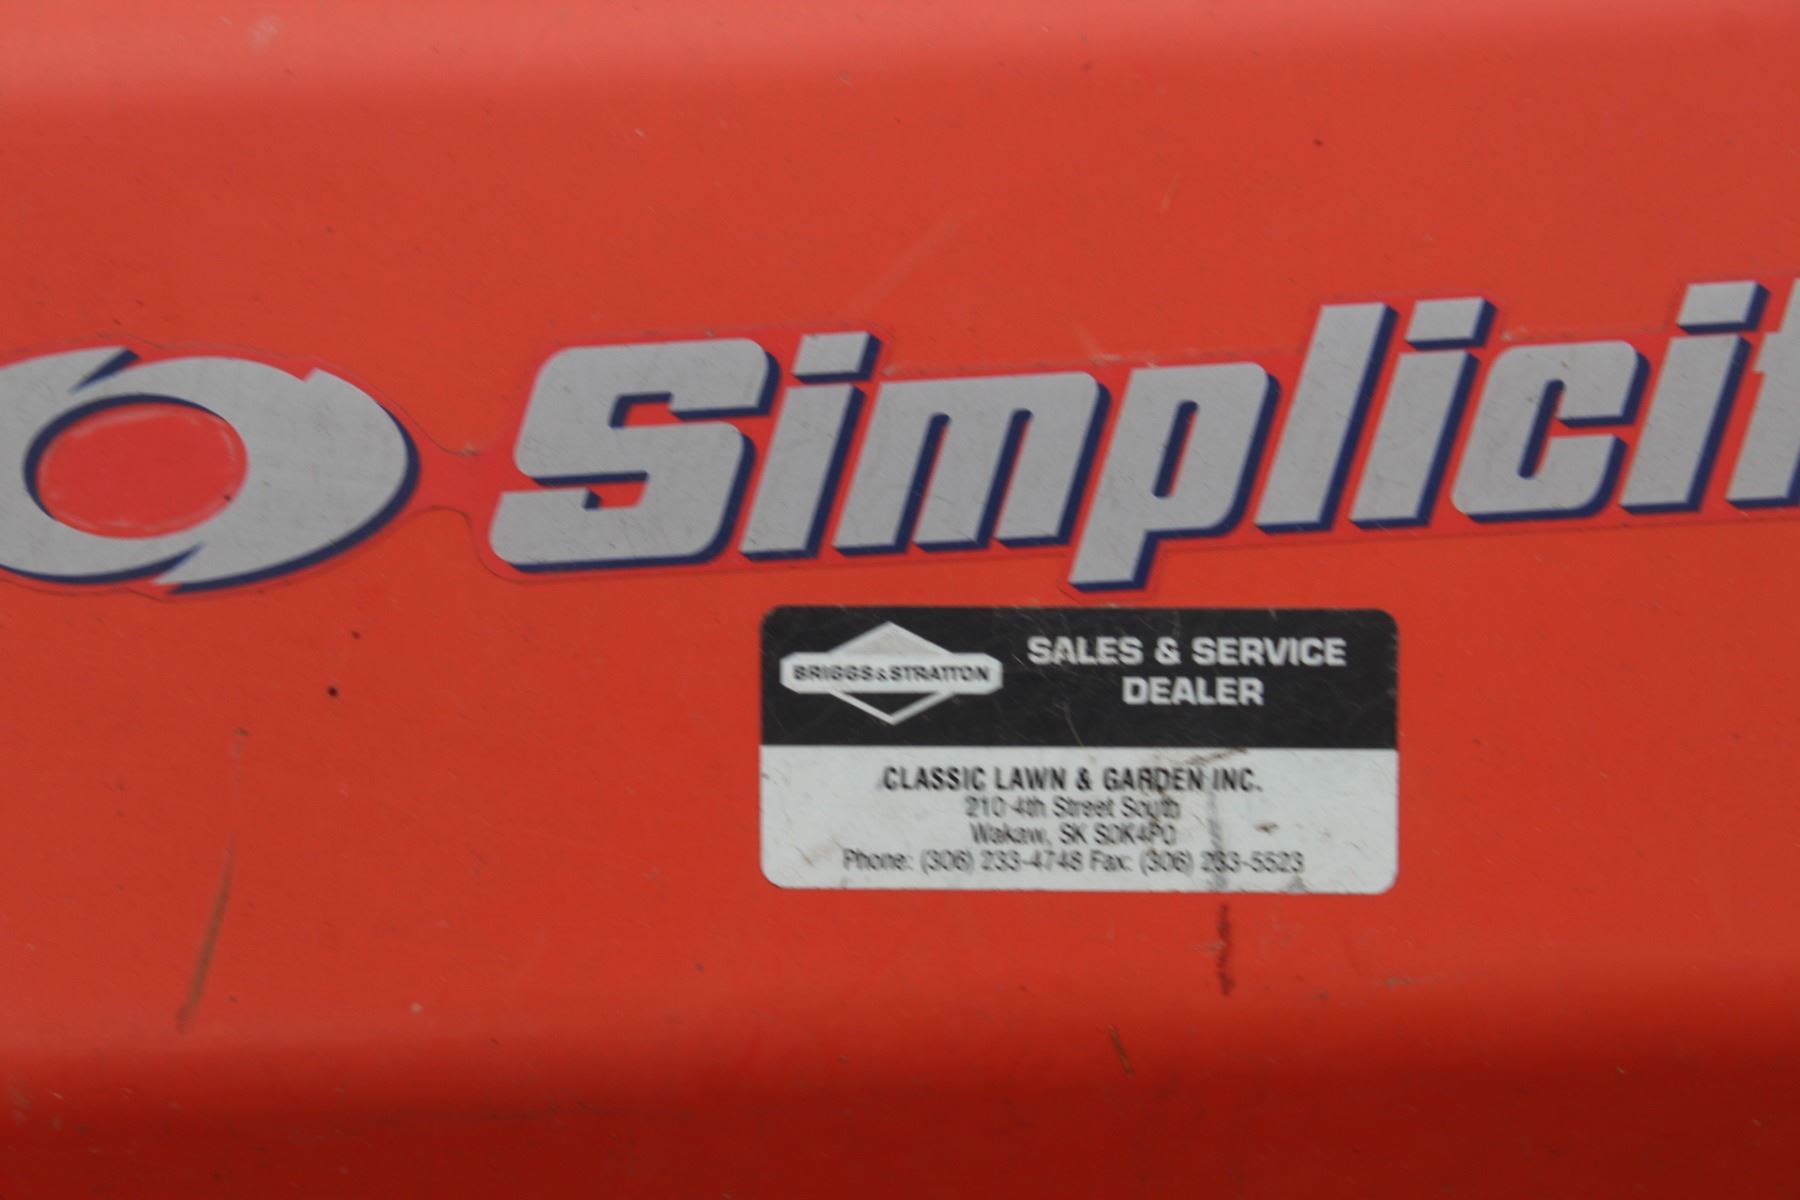 Simplicit
BRIGGS & STRATTON
SALES & SERVICE
DEALER
CLASSIC LAWN & GARDEN INC.
210 4th Street South
Wakaw, SK S0K4P0
Phone: (306) 233-4748 Fax: (306) 233-5523